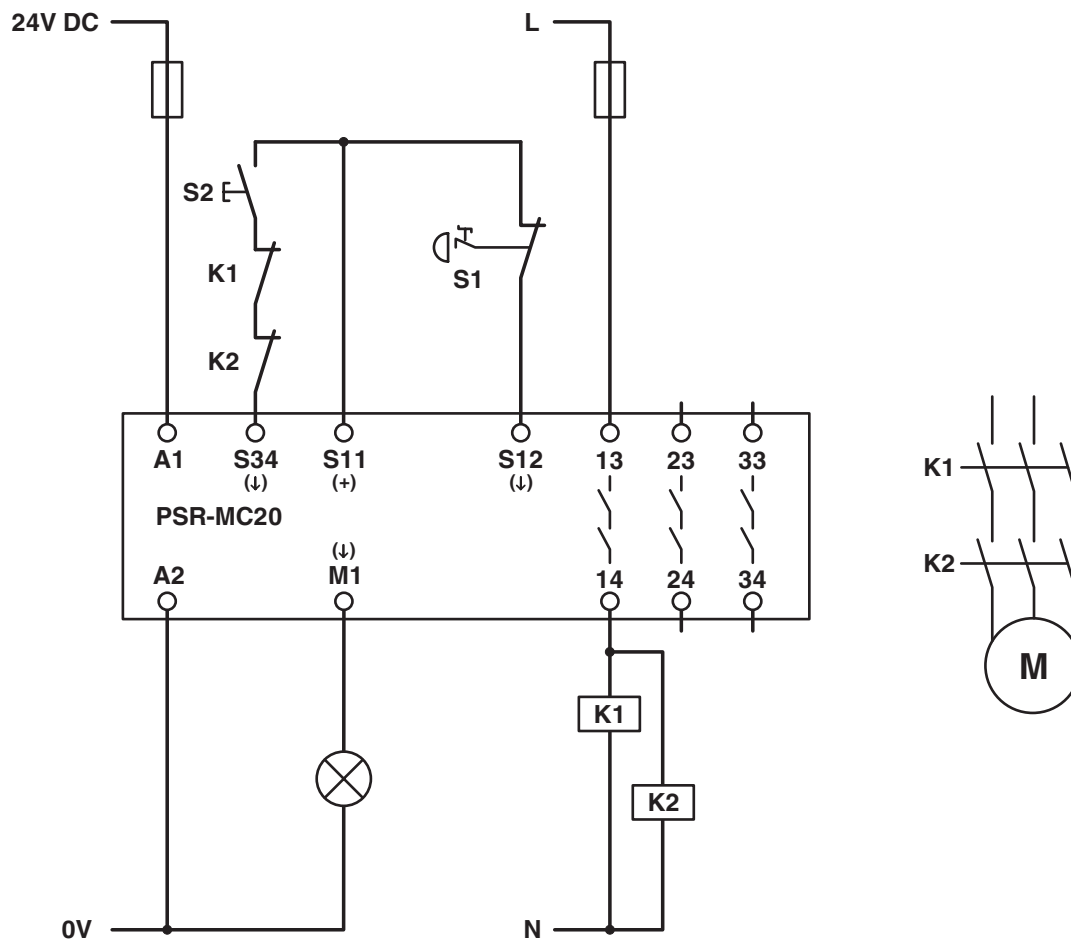 24V DC
L
S2
K1
S1
K2
A1 S34 S11 S12 13 23 33
(↓) (+) (↓)
PSR-MC20
(↓)
A2 M1 14 24 34
K1
K2
0V
N
K1
K2
M